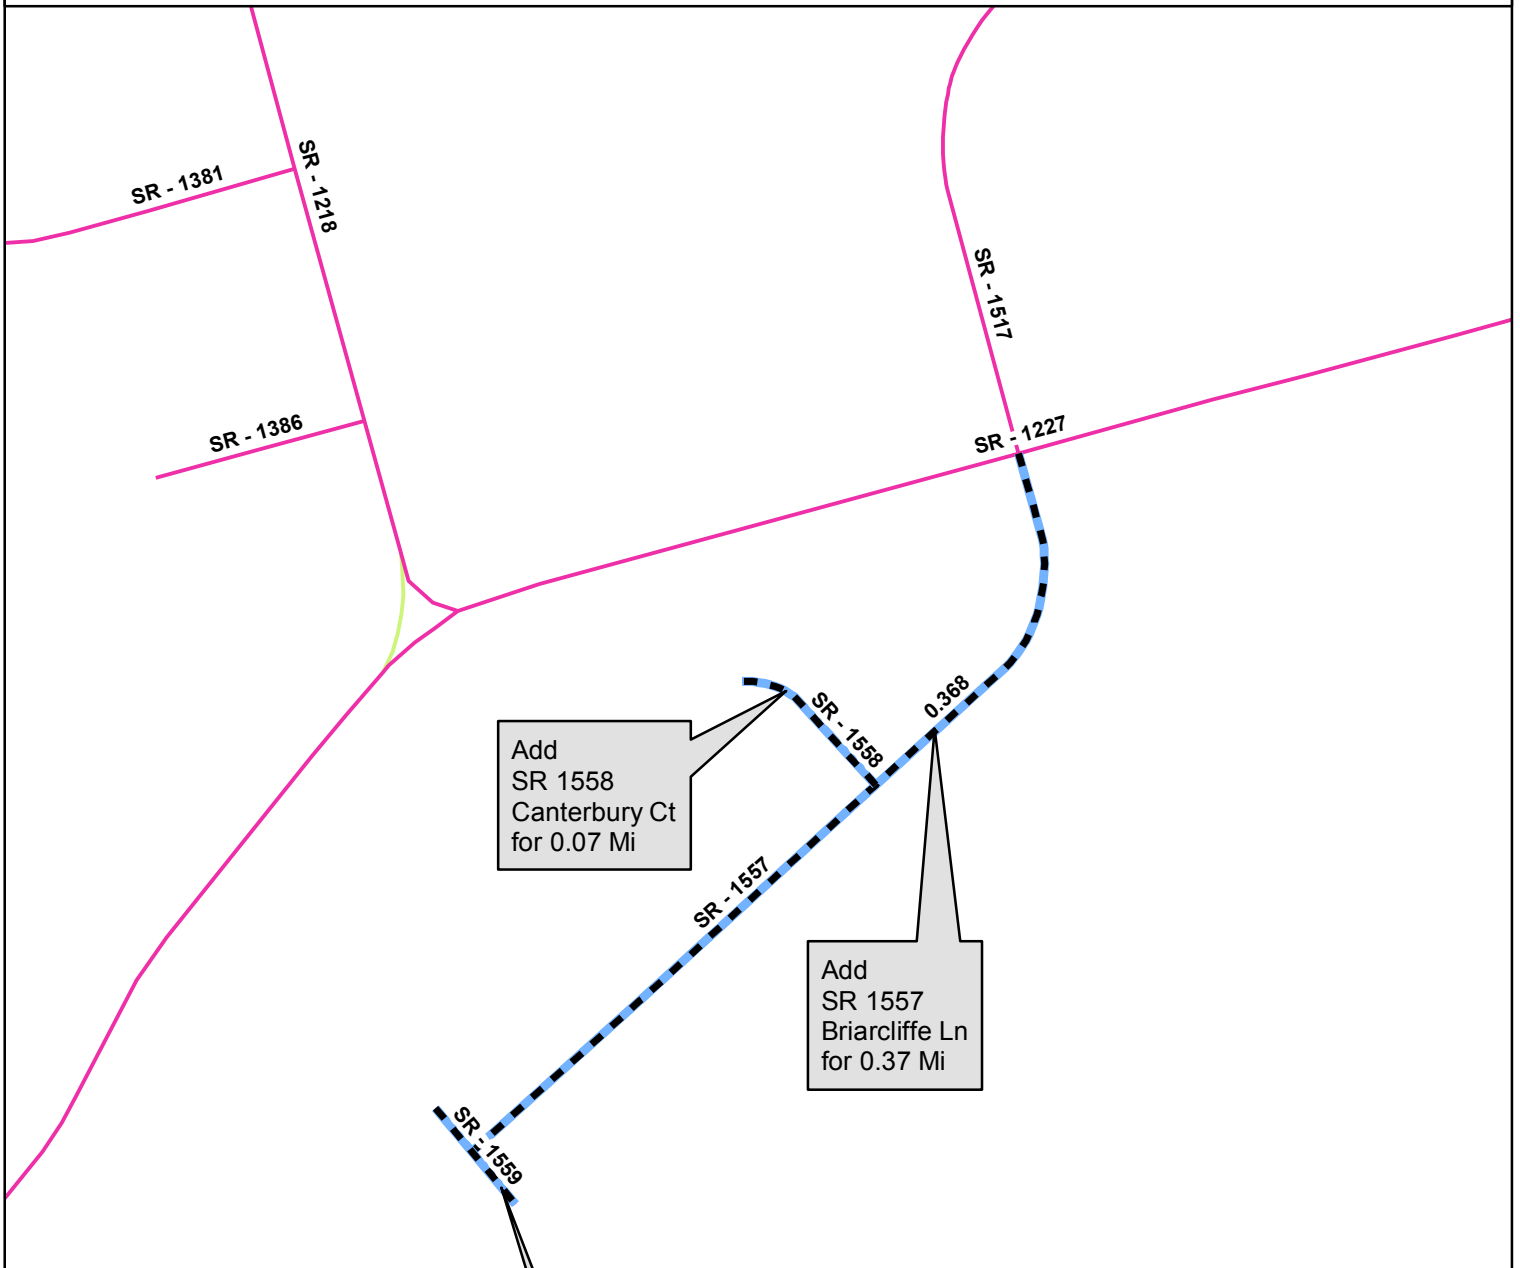 SR - 1381
SR - 1218
SR - 1517
SR - 1386
SR - 1227
0.368
SR - 1558
Add
SR 1558
Canterbury Ct
for 0.07 Mi
SR - 1557
Add
SR 1557
Briarcliffe Ln
for 0.37 Mi
SR - 1559